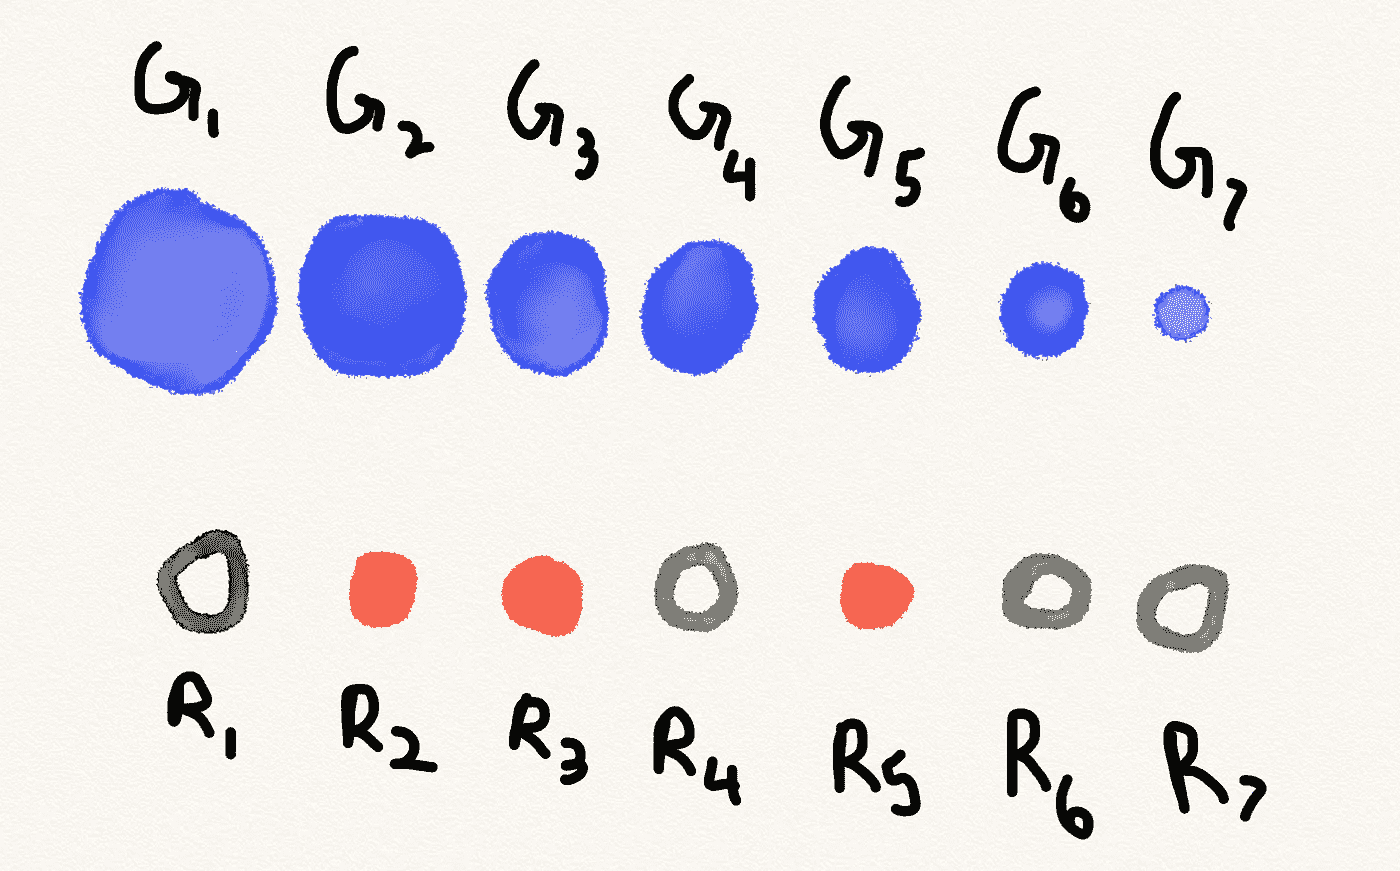 G₁ G₂ G₃ G₄ G₅ G₆ G₇
R₁ R₂ R₃ R₄ R₅ R₆ R₇